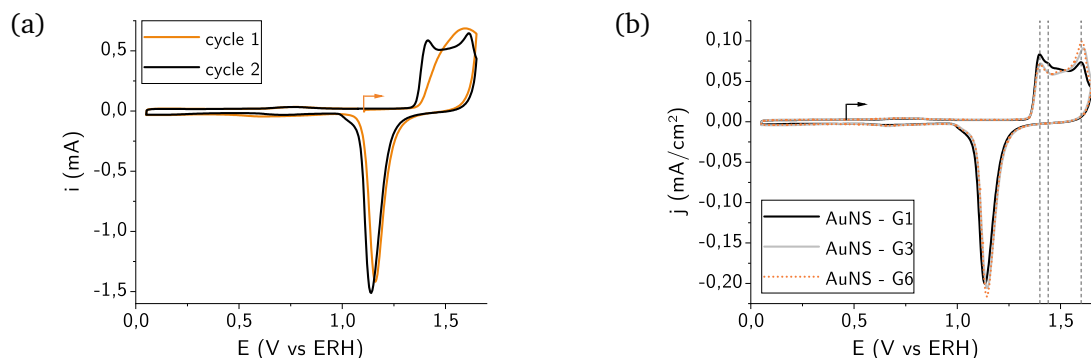 (a)
cycle 1
cycle 2
0,5
0,0
-0,5
-1,0
-1,5
i (mA)
0,0
0,5
1,0
1,5
E (V vs ERH)
(b)
0,10
0,05
0,00
-0,05
-0,10
-0,15
-0,20
j (mA/cm²)
AuNS - G1
AuNS - G3
AuNS - G6
0,0
0,5
1,0
1,5
E (V vs ERH)